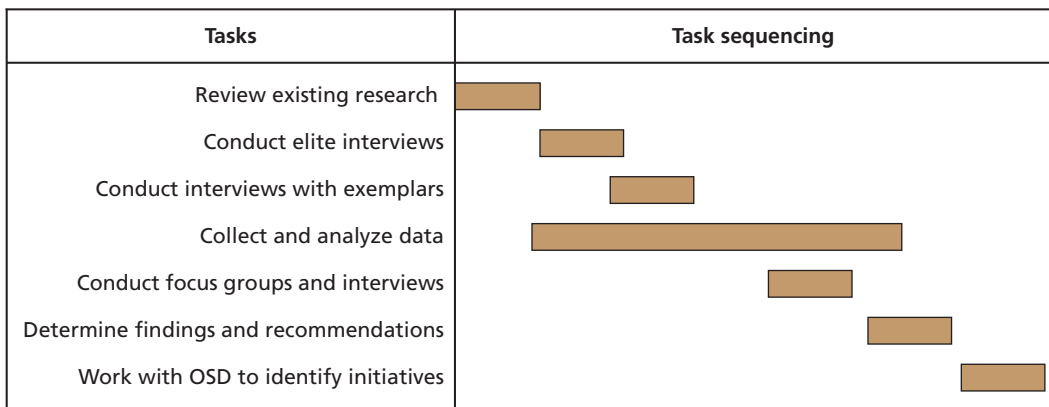 Tasks
Task sequencing
Review existing research
Conduct elite interviews
Conduct interviews with exemplars
Collect and analyze data
Conduct focus groups and interviews
Determine findings and recommendations
Work with OSD to identify initiatives